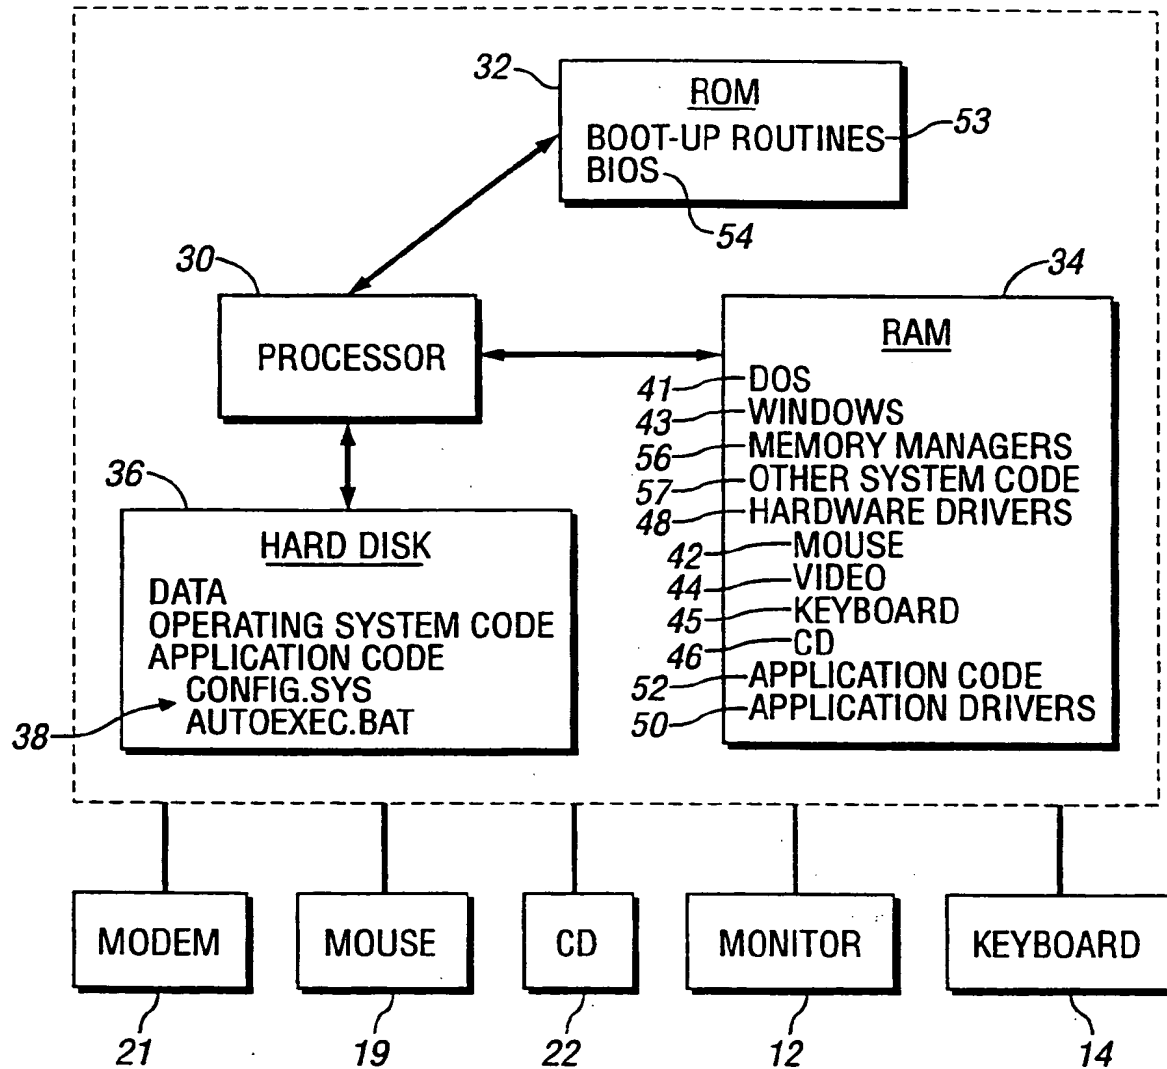 32
ROM
BOOT-UP ROUTINES 53
BIOS
54
30
PROCESSOR
34
RAM
41 DOS
43 WINDOWS
56 MEMORY MANAGERS
57 OTHER SYSTEM CODE
48 HARDWARE DRIVERS
42 MOUSE
44 VIDEO
45 KEYBOARD
46 CD
52 APPLICATION CODE
50 APPLICATION DRIVERS
36
HARD DISK
DATA
OPERATING SYSTEM CODE
APPLICATION CODE
CONFIG.SYS
AUTOEXEC.BAT
38
MODEM
MOUSE
CD
MONITOR
KEYBOARD
21
19
22
12
14